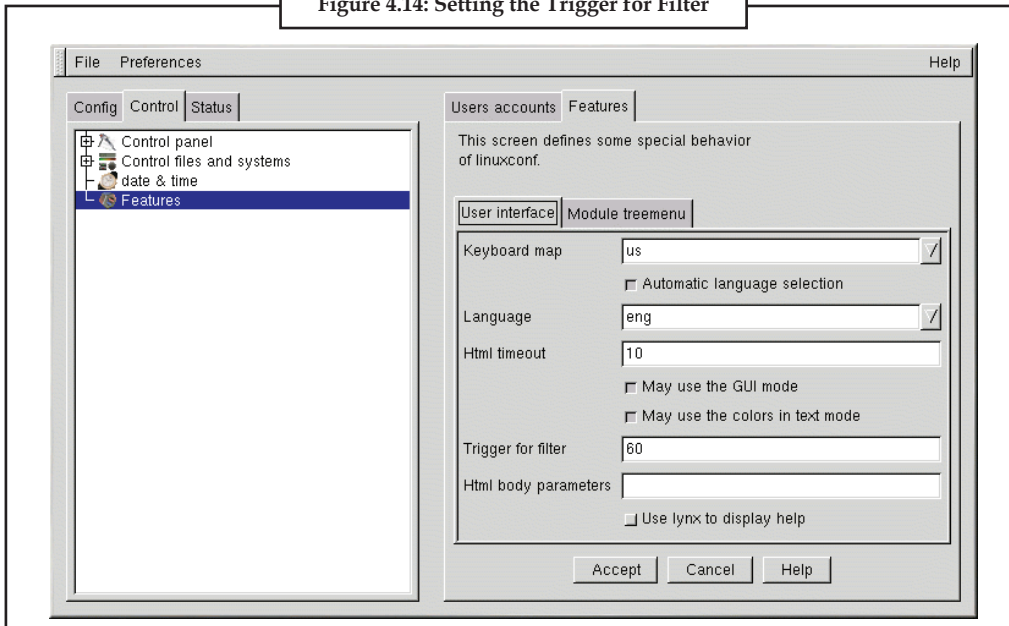 Figure 4.14: Setting the Trigger for Filter
File Preferences Help
Config Control Status
Control panel
Control files and systems
date & time
Features
Users accounts Features
This screen defines some special behavior
of linuxconf.
User interface Module treemenu
Keyboard map us
Automatic language selection
Language eng
Html timeout 10
May use the GUI mode
May use the colors in text mode
Trigger for filter 60
Html body parameters
Use lynx to display help
Accept Cancel Help